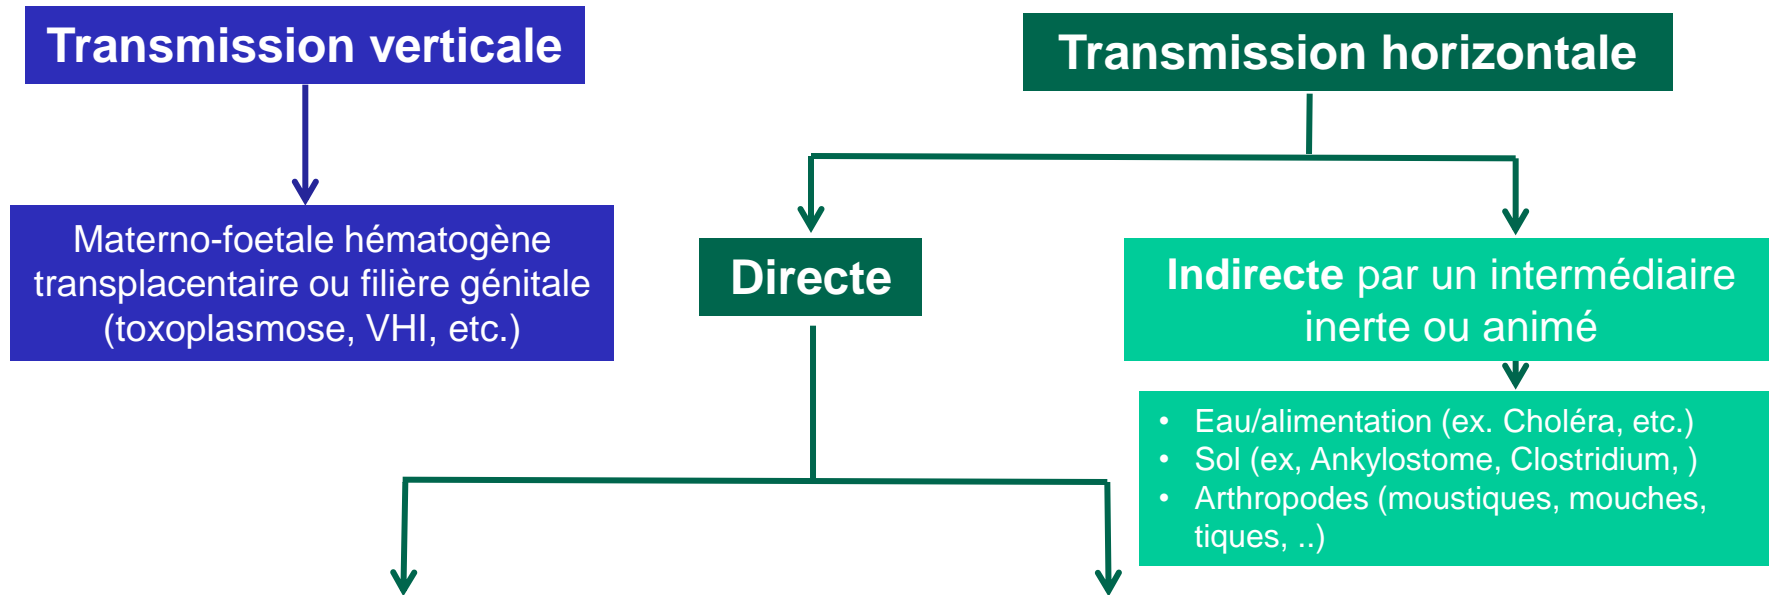 Transmission verticale
Transmission horizontale
Materno-foetale hématogène
transplacentaire ou filière génitale
(toxoplasmose, VHI, etc.)
Directe
Indirecte par un intermédiaire
inerte ou animé
• Eau/alimentation (ex. Choléra, etc.)
• Sol (ex, Ankylostome, Clostridium, )
• Arthropodes (moustiques, mouches,
tiques, ..)